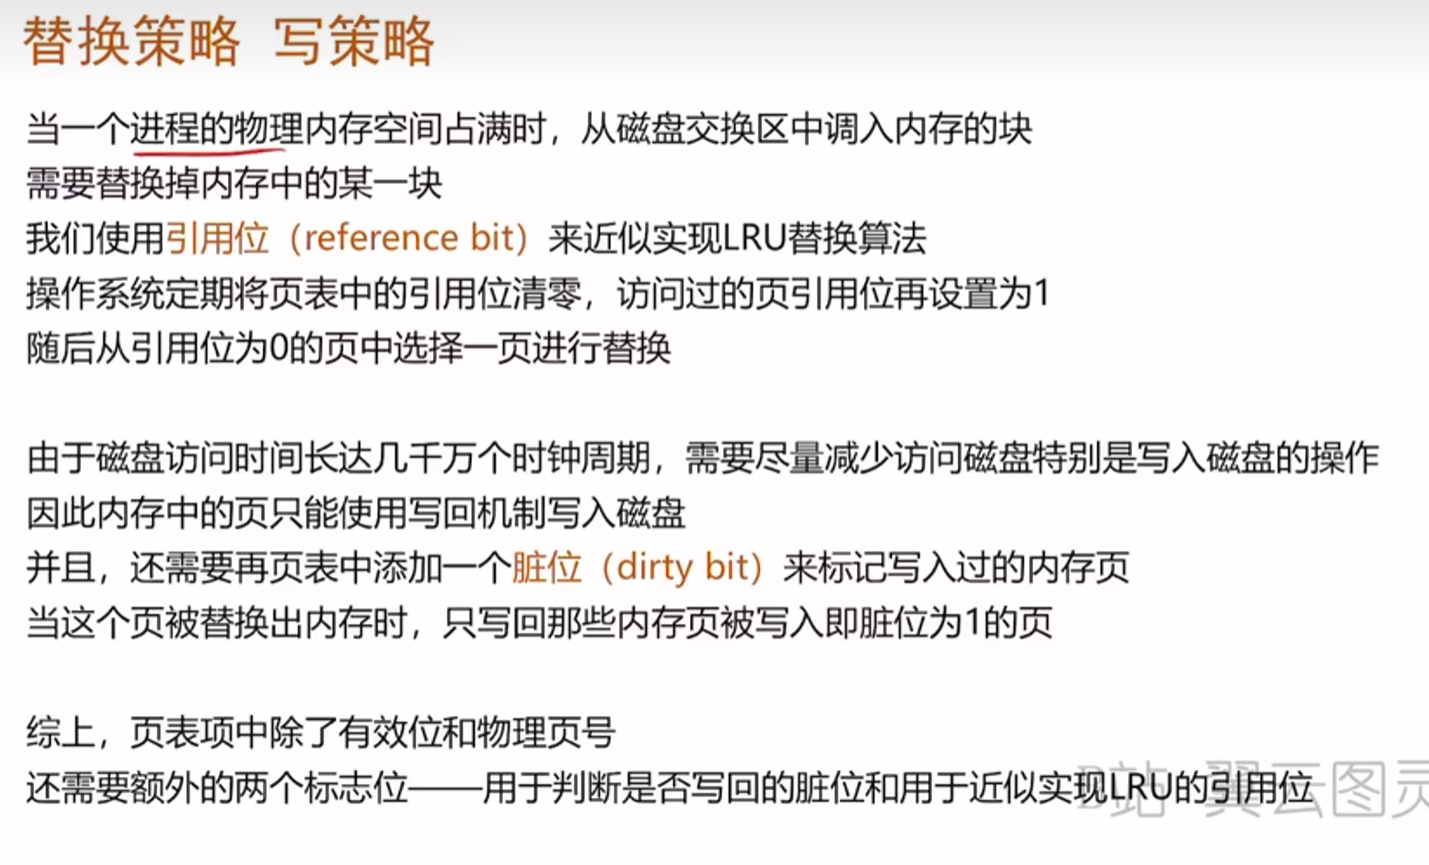 替换策略 写策略
当一个进程的物理内存空间占满时，从磁盘交换区中调入内存的块
需要替换掉内存中的某一块
我们使用引用位（reference bit）来近似实现LRU替换算法
操作系统定期将页表中的引用位清零，访问过的页引用位再设置为1
随后从引用位为0的页中选择一页进行替换
由于磁盘访问时间长达几千万个时钟周期，需要尽量减少访问磁盘特别是写入磁盘的操作
因此内存中的页只能使用写回机制写入磁盘
并且，还需要再页表中添加一个脏位（dirty bit）来标记写入过的内存页
当这个页被替换出内存时，只写回那些内存页被写入即脏位为1的页
综上，页表项中除了有效位和物理页号
还需要额外的两个标志位——用于判断是否写回的脏位和用于近似实现LRU的引用位
B站 翼云图灵